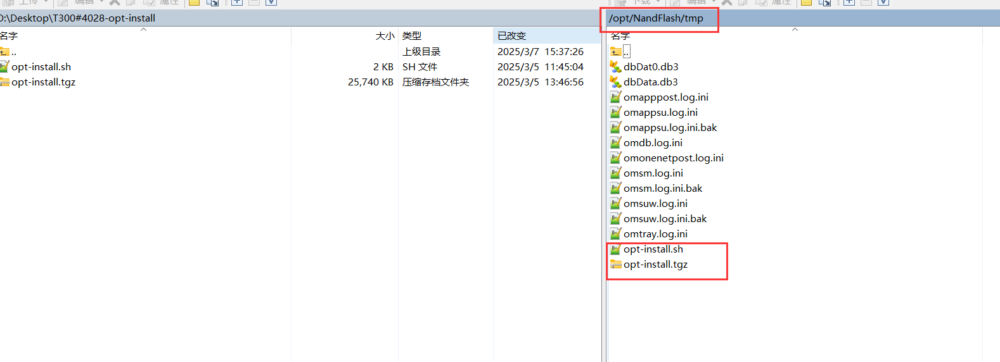 上传 编辑 属性 下载 编辑 属性
D:\Desktop\T300#4028-opt-install
/opt/NandFlash/tmp
名字 大小 类型 已改变
.. 上级目录 2025/3/7 15:37:26
opt-install.sh 2 KB SH 文件 2025/3/5 11:45:04
opt-install.tgz 25,740 KB 压缩存档文件夹 2025/3/5 13:46:56
名字
..
dbDat0.db3
dbData.db3
omapppost.log.ini
omappsu.log.ini
omappsu.log.ini.bak
omdb.log.ini
omonenetpost.log.ini
omsm.log.ini
omsm.log.ini.bak
omsuw.log.ini
omsuw.log.ini.bak
omtray.log.ini
opt-install.sh
opt-install.tgz